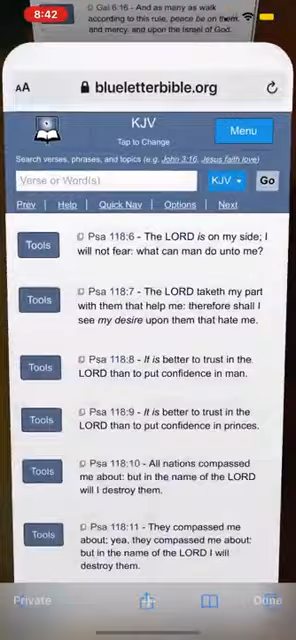 Gal 6:16 - And as many as walk
according to this rule, peace be on them,
and mercy, and upon the Israel of God.
8:42
AA blueletterbible.org
KJV
Tap to Change
Menu
Search verses, phrases, and topics (e.g. John 3:16, Jesus faith love)
Verse or Word(s) KJV Go
Prev | Help | Quick Nav | Options | Next
Tools
Psa 118:6 - The LORD is on my side; I
will not fear: what can man do unto me?
Tools
Psa 118:7 - The LORD taketh my part
with them that help me: therefore shall I
see my desire upon them that hate me.
Tools
Psa 118:8 - It is better to trust in the
LORD than to put confidence in man.
Tools
Psa 118:9 - It is better to trust in the
LORD than to put confidence in princes.
Tools
Psa 118:10 - All nations compassed
me about: but in the name of the LORD
will I destroy them.
Tools
Psa 118:11 - They compassed me
about; yea, they compassed me about:
but in the name of the LORD I will
destroy them.
Private
Done